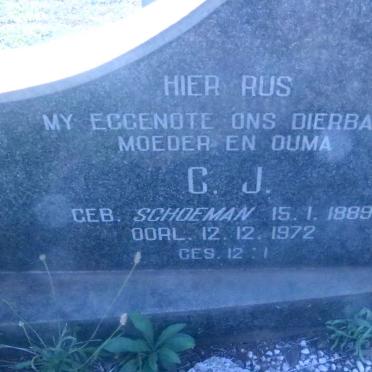 HIER RUS
MY EGGENOTE ONS DIERBA
MOEDER EN OUMA
C. J.
GEB. SCHOEMAN 15. 1. 1889
OORL. 12. 12. 1972
GES. 12 : 1